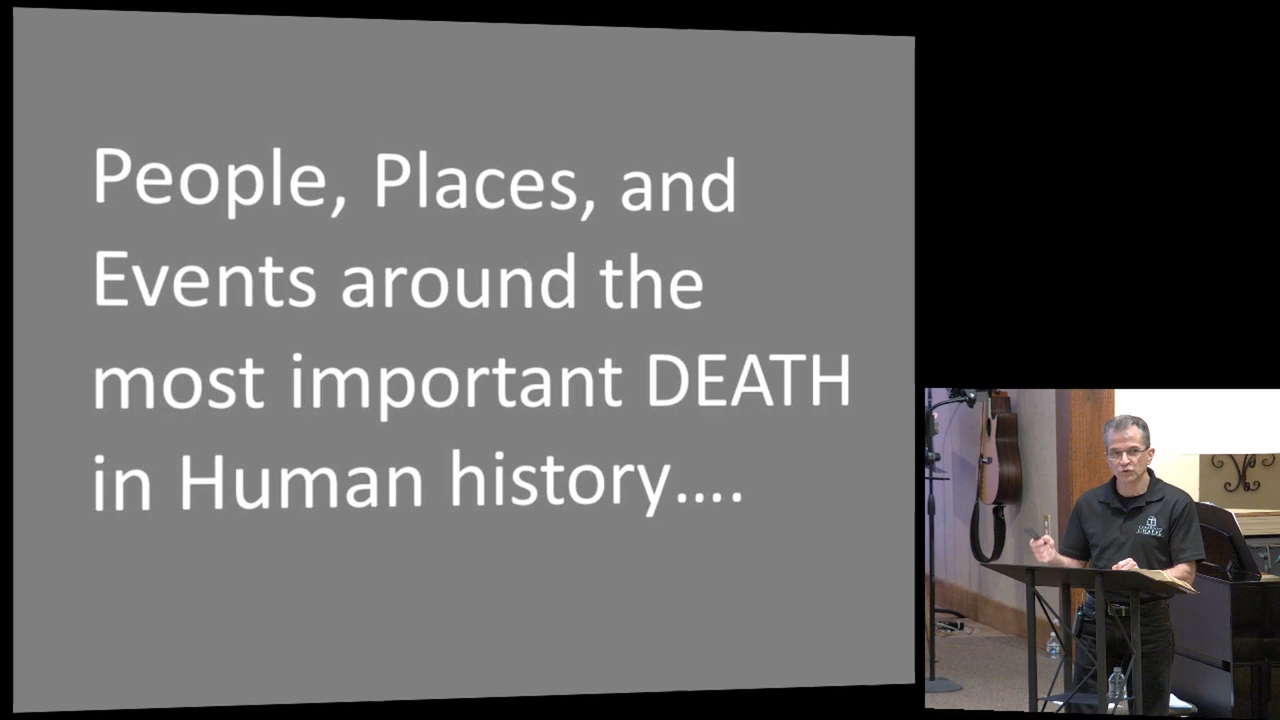 People, Places, and
Events around the
most important DEATH
in Human history....